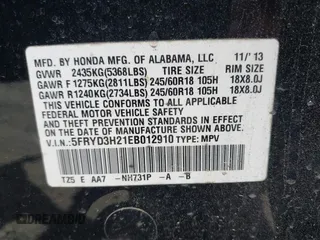 MFD. BY HONDA MFG. OF ALABAMA, LLC 11/'13
GVWR 2435KG(5368LBS) TIRE SIZE RIM SIZE
GAWR F 1275KG(2811LBS) 245/60R18 105H 18X8.0J
GAWR R1240KG(2734LBS) 245/60R18 105H 18X8.0J
THIS VEHICLE CONFORMS TO ALL APPLICABLE
FEDERAL MOTOR VEHICLE SAFETY AND
THEFT PREVENTION STANDARDS IN EFFECT ON
THE DATE OF MANUFACTURE SHOWN ABOVE.
V.I.N.: 5FRYD3H21EB012910 TYPE: MPV
TZ5 E AA7 -NH731P -A -B